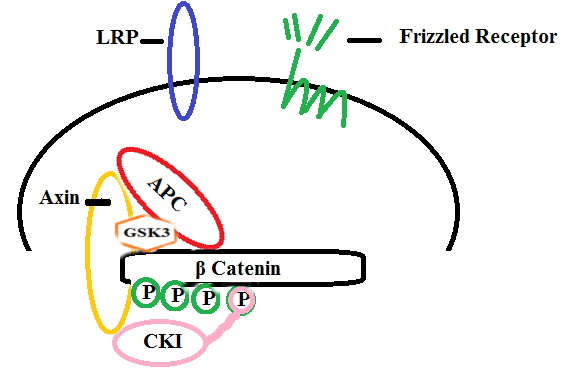 LRP
Frizzled Receptor
APC
Axin
GSK3
β Catenin
P P P P
CKI